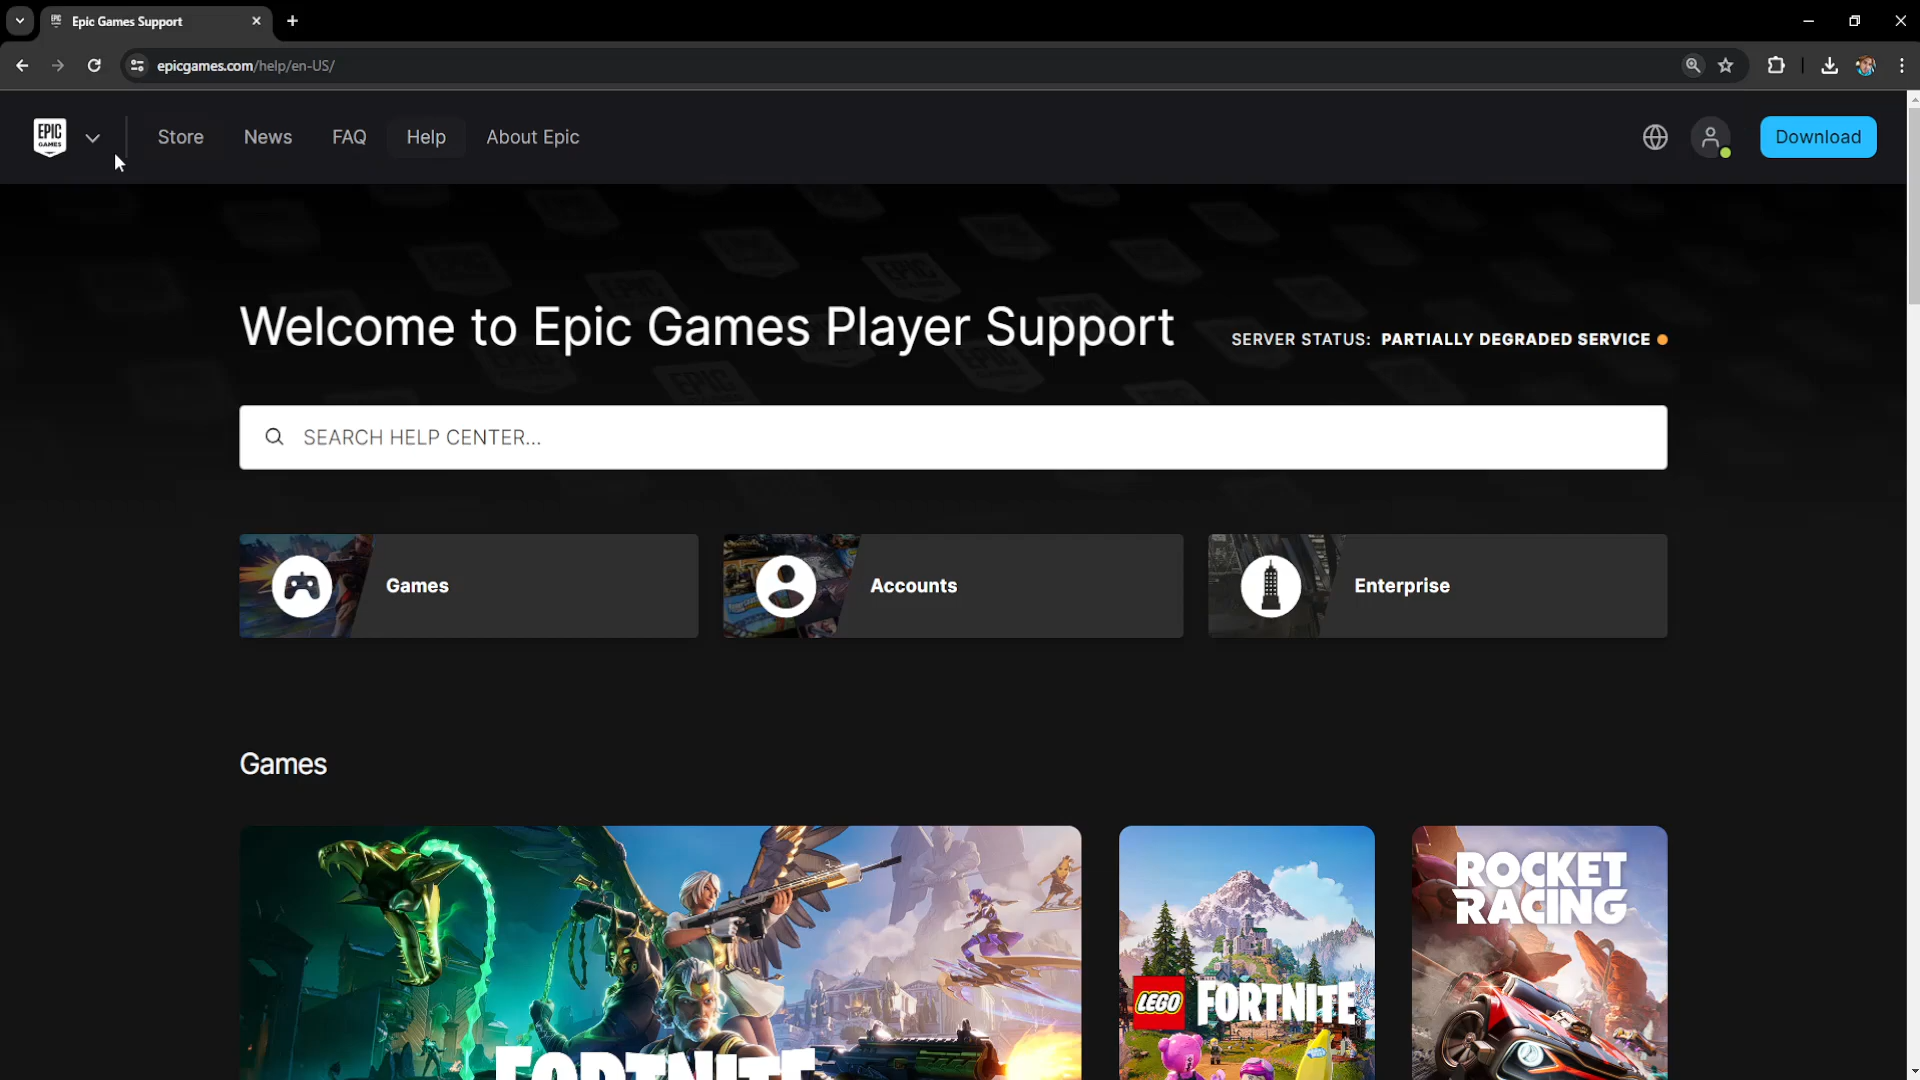 Epic Games Support
epicgames.com/help/en-US/
EPIC GAMES
Store
News
FAQ
Help
About Epic
Download
Welcome to Epic Games Player Support
SERVER STATUS: PARTIALLY DEGRADED SERVICE
SEARCH HELP CENTER...
Games
Accounts
Enterprise
Games
FORTNITE
LEGO FORTNITE
ROCKET
RACING